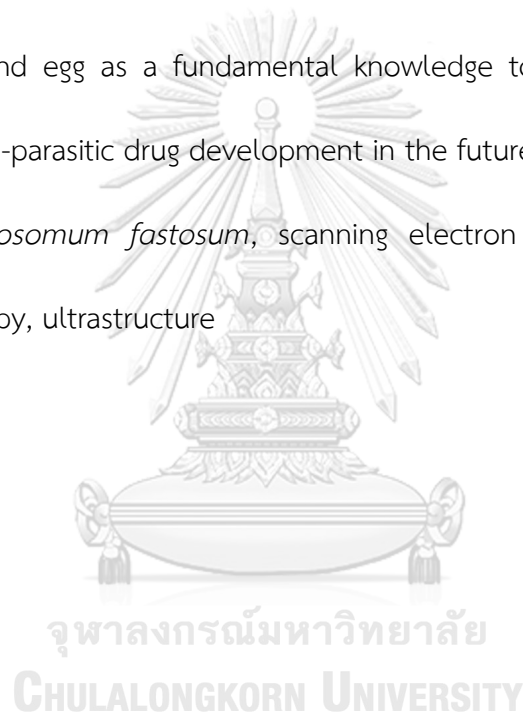 nd egg as a fundamental knowledge to
-parasitic drug development in the future
osomum fastosum, scanning electron
py, ultrastructure
จุฬาลงกรณ์มหาวิทยาลัย
CHULALONGKORN UNIVERSITY